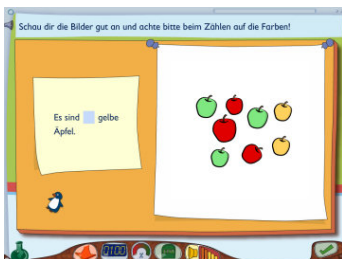 Schau dir die Bilder gut an und achte bitte beim Zählen auf die Farben!
Es sind gelbe
Äpfel.